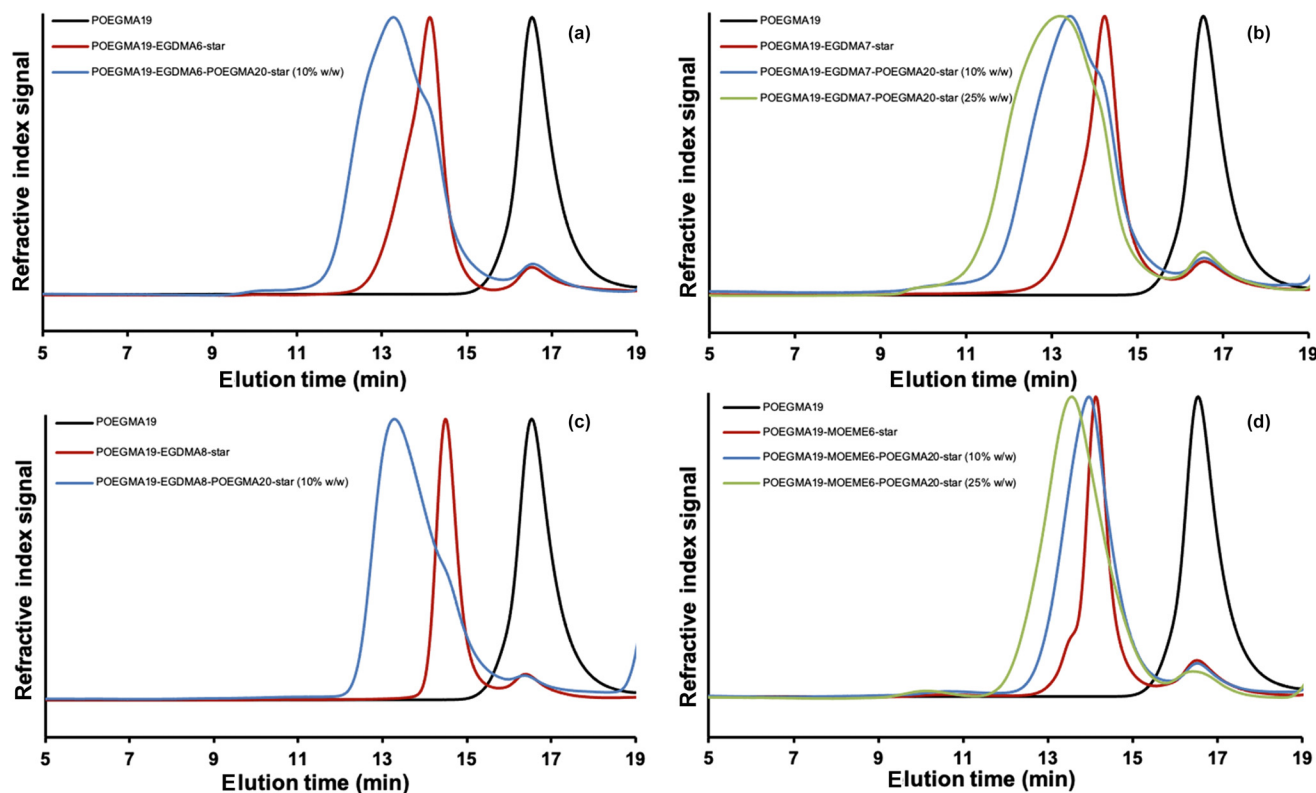 (a)
POEGMA19
POEGMA19-EGDMA6-star
POEGMA19-EGDMA6-POEGMA20-star (10% w/w)
Refractive index signal
5 7 9 11 13 15 17 19
Elution time (min)
(b)
POEGMA19
POEGMA19-EGDMA7-star
POEGMA19-EGDMA7-POEGMA20-star (10% w/w)
POEGMA19-EGDMA7-POEGMA20-star (25% w/w)
Refractive index signal
5 7 9 11 13 15 17 19
Elution time (min)
(c)
POEGMA19
POEGMA19-EGDMA8-star
POEGMA19-EGDMA8-POEGMA20-star (10% w/w)
Refractive index signal
5 7 9 11 13 15 17 19
Elution time (min)
(d)
POEGMA19
POEGMA19-MOEME6-star
POEGMA19-MOEME6-POEGMA20-star (10% w/w)
POEGMA19-MOEME6-POEGMA20-star (25% w/w)
Refractive index signal
5 7 9 11 13 15 17 19
Elution time (min)